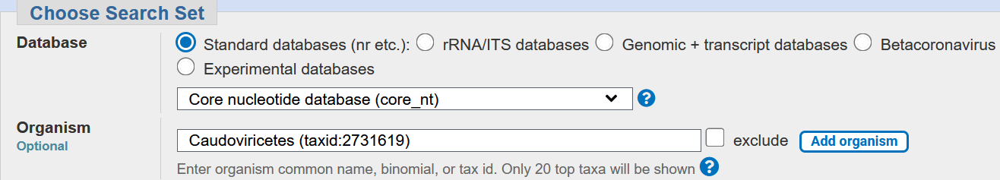 Choose Search Set
Database
Standard databases (nr etc.): rRNA/ITS databases Genomic + transcript databases Betacoronavirus
Experimental databases
Core nucleotide database (core_nt) ?
Organism
Optional
Caudoviricetes (taxid:2731619) exclude Add organism
Enter organism common name, binomial, or tax id. Only 20 top taxa will be shown ?